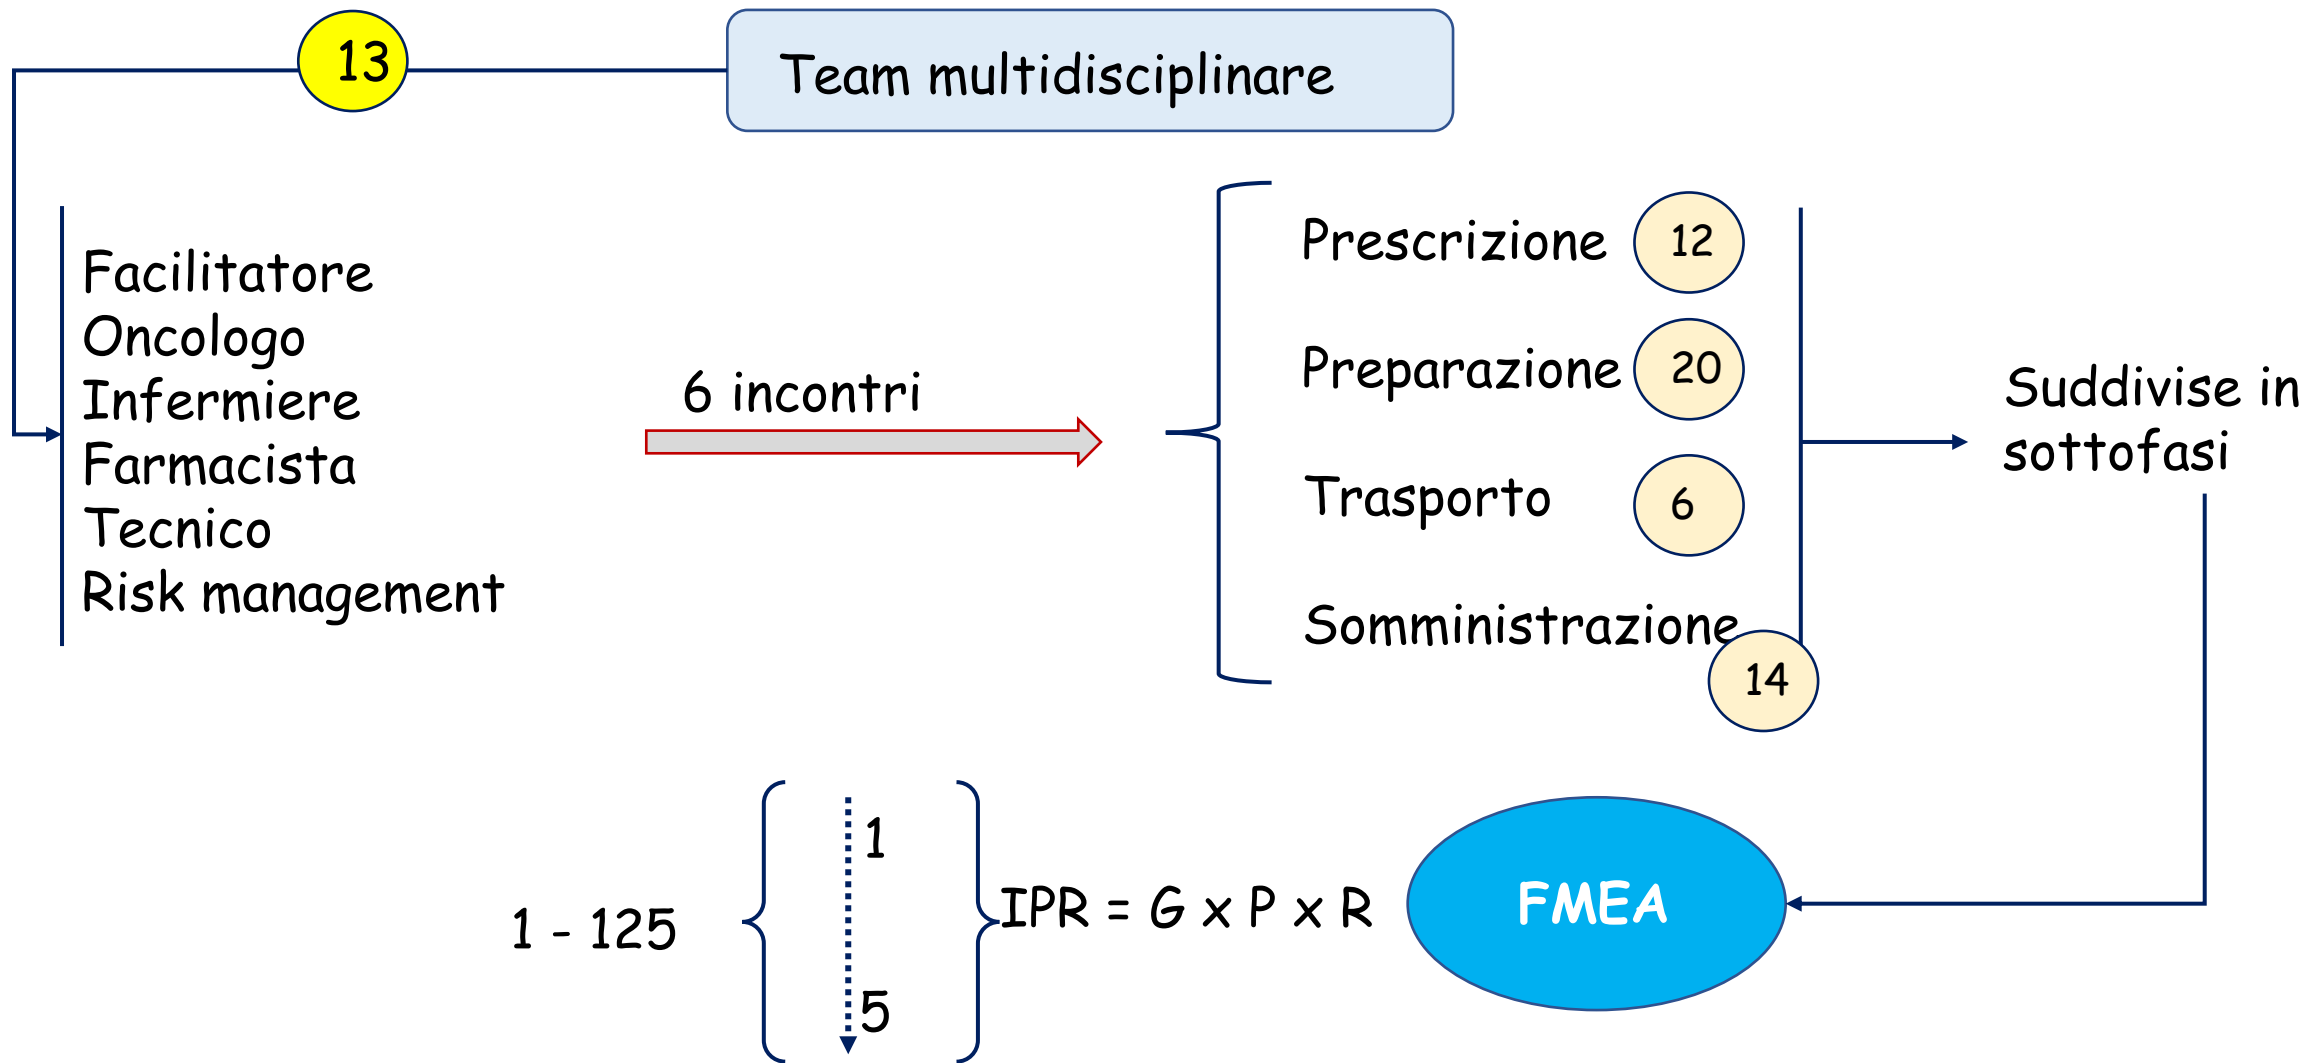 13
Team multidisciplinare
Facilitatore
Oncologo
Infermiere
Farmacista
Tecnico
Risk management
6 incontri
Prescrizione 12
Preparazione 20
Trasporto 6
Somministrazione
14
Suddivise in
sottofasi
1
5
1 - 125
IPR = G x P x R
FMEA